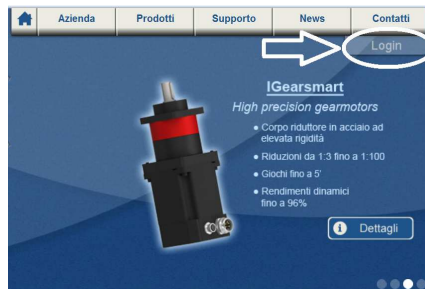 Azienda Prodotti Supporto News Contatti
Login
IGearsmart
High precision gearmotors
Corpo riduttore in acciaio ad
elevata rigidità
Riduzioni da 1:3 fino a 1:100
Giochi fino a 5'
Rendimenti dinamici
fino a 96%
Dettagli